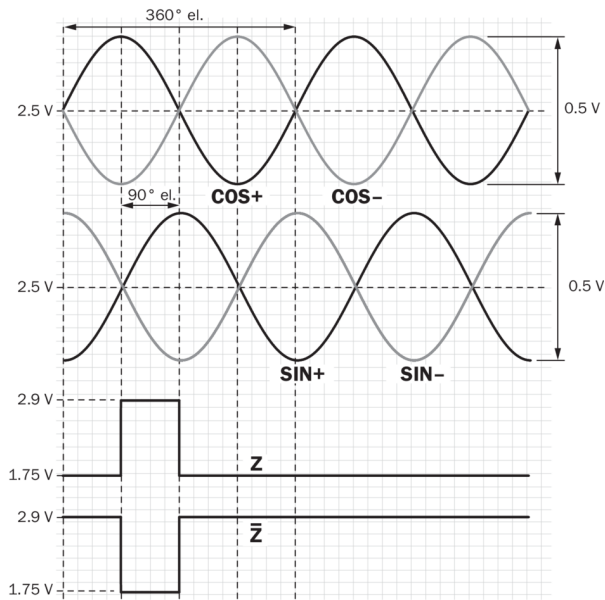 360° el.
2.5 V
0.5 V
COS+ COS−
90° el.
2.5 V
0.5 V
SIN+ SIN−
2.9 V
Z
1.75 V
2.9 V
Z̅
1.75 V